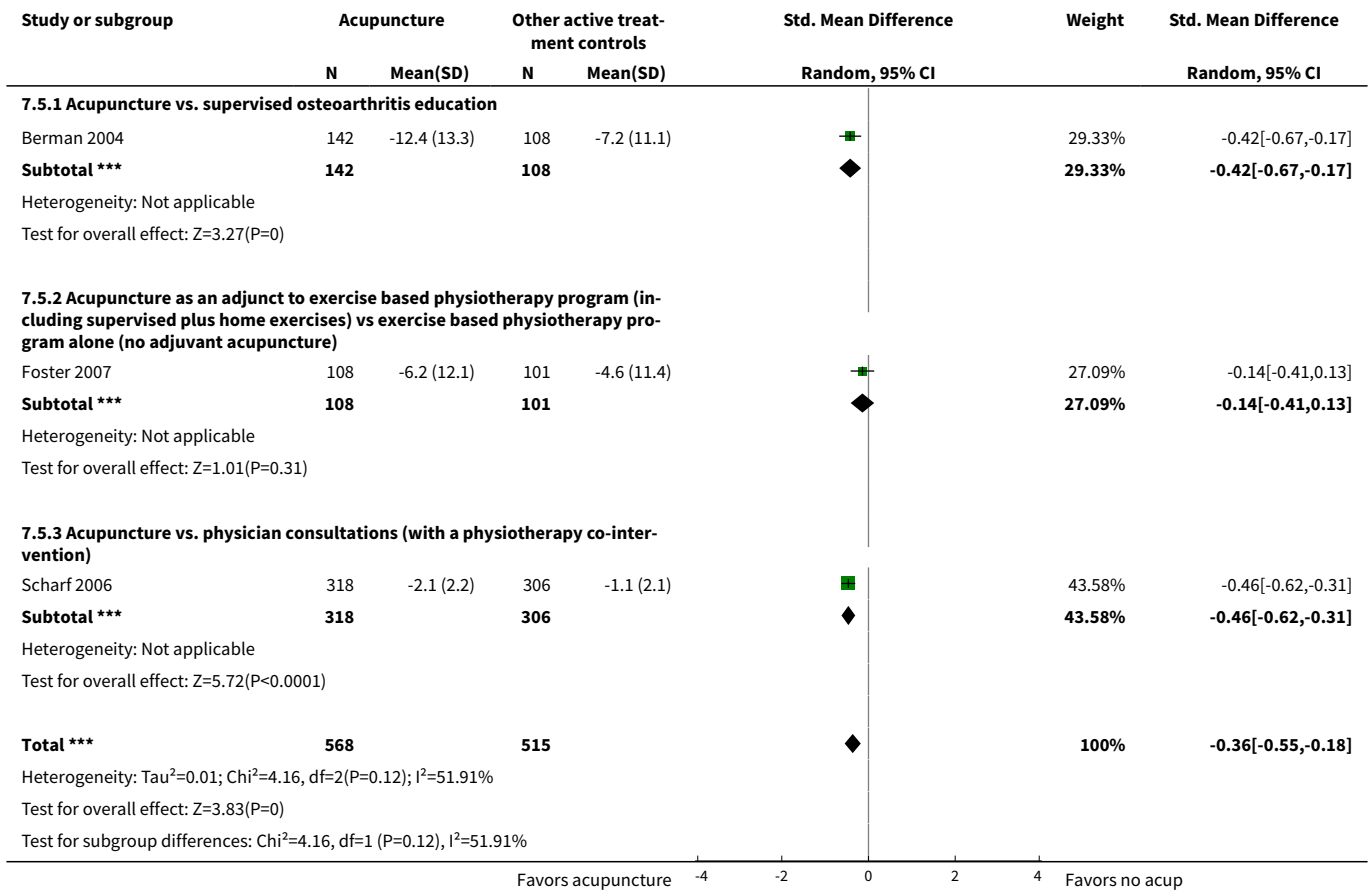 Study or subgroup Acupuncture Other active treat- Std. Mean Difference Weight Std. Mean Difference
ment controls
N Mean(SD) N Mean(SD) Random, 95% CI Random, 95% CI
7.5.1 Acupuncture vs. supervised osteoarthritis education
Berman 2004 142 -12.4 (13.3) 108 -7.2 (11.1) 29.33% -0.42[-0.67,-0.17]
Subtotal *** 142 108 29.33% -0.42[-0.67,-0.17]
Heterogeneity: Not applicable
Test for overall effect: Z=3.27(P=0)
7.5.2 Acupuncture as an adjunct to exercise based physiotherapy program (in-
cluding supervised plus home exercises) vs exercise based physiotherapy pro-
gram alone (no adjuvant acupuncture)
Foster 2007 108 -6.2 (12.1) 101 -4.6 (11.4) 27.09% -0.14[-0.41,0.13]
Subtotal *** 108 101 27.09% -0.14[-0.41,0.13]
Heterogeneity: Not applicable
Test for overall effect: Z=1.01(P=0.31)
7.5.3 Acupuncture vs. physician consultations (with a physiotherapy co-inter-
vention)
Scharf 2006 318 -2.1 (2.2) 306 -1.1 (2.1) 43.58% -0.46[-0.62,-0.31]
Subtotal *** 318 306 43.58% -0.46[-0.62,-0.31]
Heterogeneity: Not applicable
Test for overall effect: Z=5.72(P<0.0001)
Total *** 568 515 100% -0.36[-0.55,-0.18]
Heterogeneity: Tau²=0.01; Chi²=4.16, df=2(P=0.12); I²=51.91%
Test for overall effect: Z=3.83(P=0)
Test for subgroup differences: Chi²=4.16, df=1 (P=0.12), I²=51.91%
Favors acupuncture -4 -2 0 2 4 Favors no acup